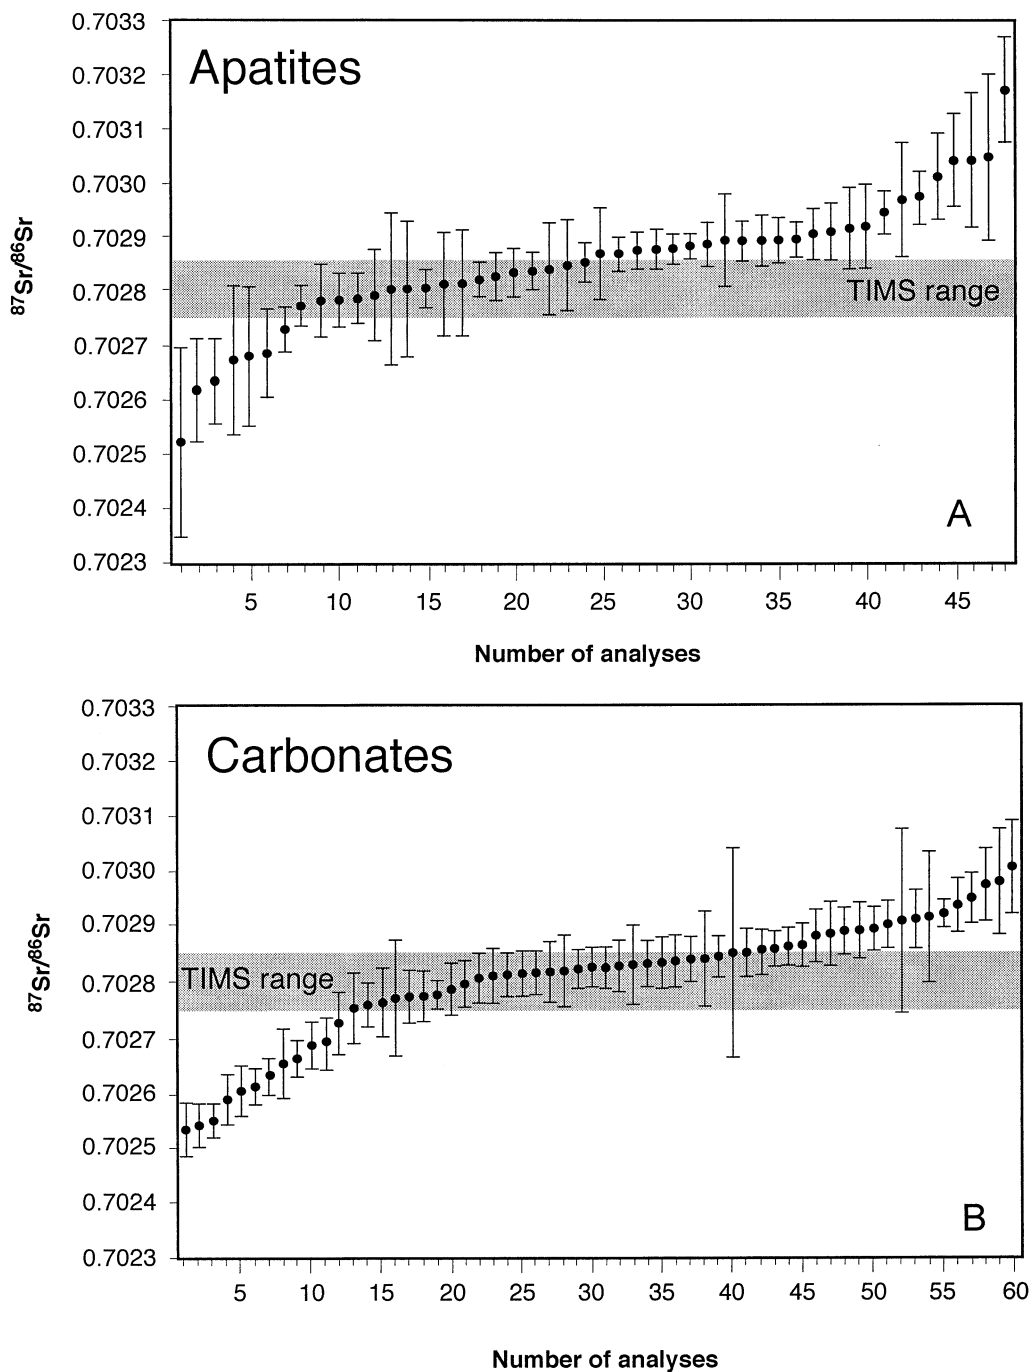 Apatites
0.7033
0.7032
0.7031
0.7030
0.7029
0.7028
0.7027
0.7026
0.7025
0.7024
0.7023
87Sr/86Sr
TIMS range
A
5 10 15 20 25 30 35 40 45
Number of analyses
Carbonates
0.7033
0.7032
0.7031
0.7030
0.7029
0.7028
0.7027
0.7026
0.7025
0.7024
0.7023
87Sr/86Sr
TIMS range
B
5 10 15 20 25 30 35 40 45 50 55 60
Number of analyses